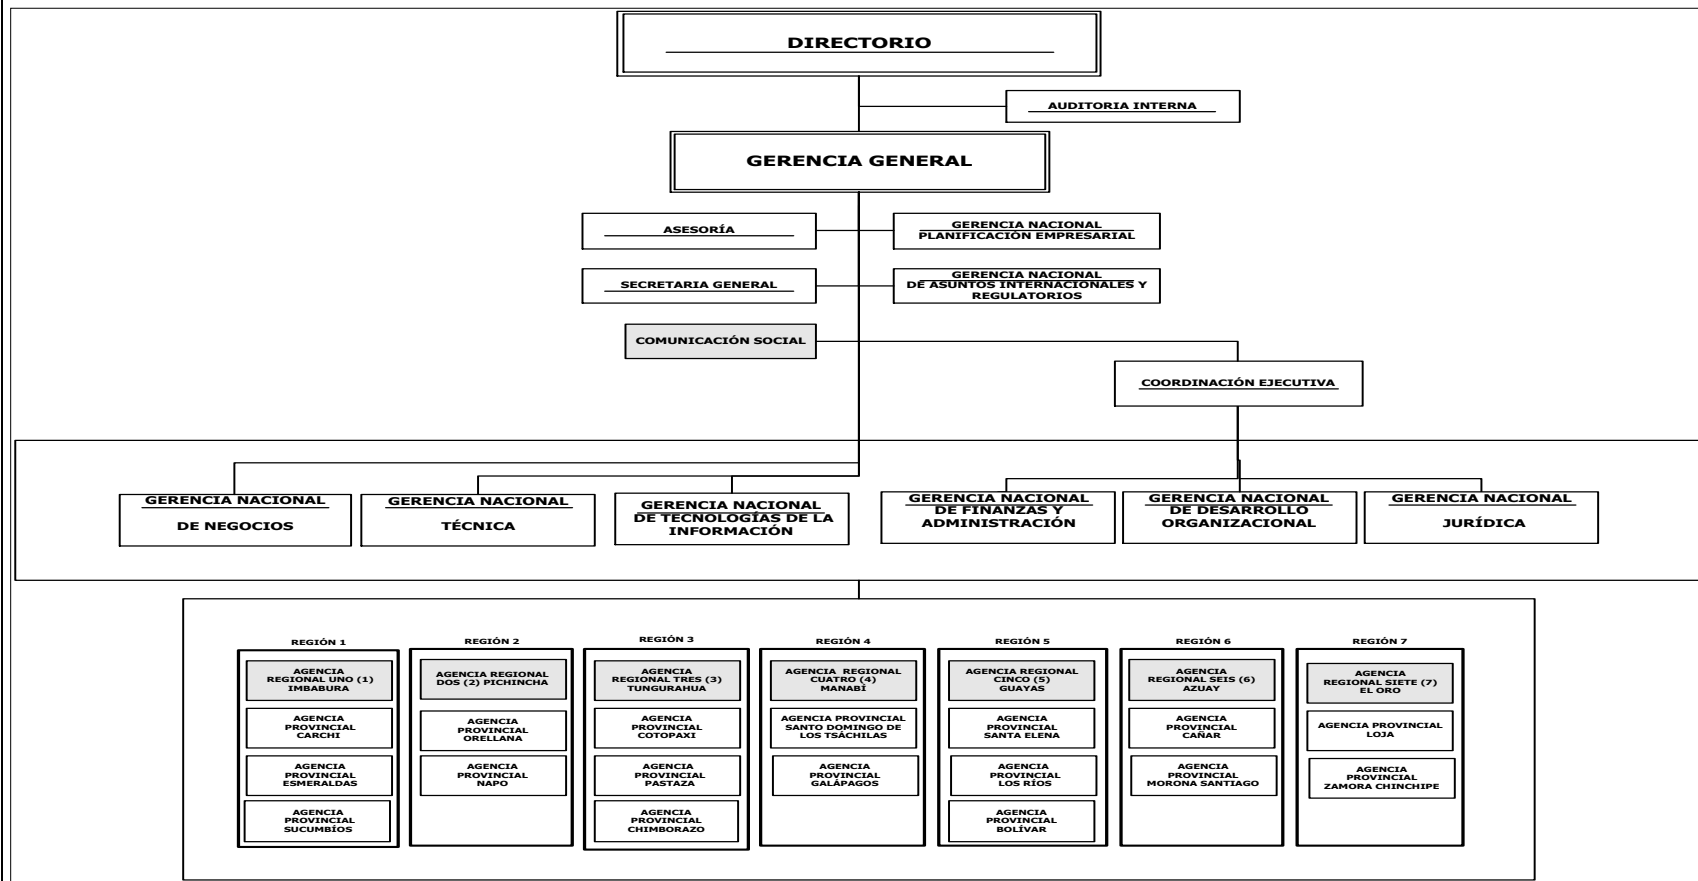 DIRECTORIO
AUDITORIA INTERNA
GERENCIA GENERAL
ASESORÍA
GERENCIA NACIONAL
PLANIFICACIÓN EMPRESARIAL
SECRETARIA GENERAL
GERENCIA NACIONAL
DE ASUNTOS INTERNACIONALES Y
REGULATORIOS
COMUNICACIÓN SOCIAL
COORDINACIÓN EJECUTIVA
GERENCIA NACIONAL
DE NEGOCIOS
GERENCIA NACIONAL
TÉCNICA
GERENCIA NACIONAL
DE TECNOLOGÍAS DE LA
INFORMACIÓN
GERENCIA NACIONAL
DE FINANZAS Y
ADMINISTRACIÓN
GERENCIA NACIONAL
DE DESARROLLO
ORGANIZACIONAL
GERENCIA NACIONAL
JURÍDICA
REGIÓN 1
AGENCIA
REGIONAL UNO (1)
IMBABURA
AGENCIA
PROVINCIAL
CARCHI
AGENCIA
PROVINCIAL
ESMERALDAS
AGENCIA
PROVINCIAL
SUCUMBÍOS
REGIÓN 2
AGENCIA REGIONAL
DOS (2) PICHINCHA
AGENCIA
PROVINCIAL
ORELLANA
AGENCIA
PROVINCIAL
NAPO
REGIÓN 3
AGENCIA
REGIONAL TRES (3)
TUNGURAHUA
AGENCIA
PROVINCIAL
COTOPAXI
AGENCIA
PROVINCIAL
PASTAZA
AGENCIA
PROVINCIAL
CHIMBORAZO
REGIÓN 4
AGENCIA REGIONAL
CUATRO (4)
MANABÍ
AGENCIA PROVINCIAL
SANTO DOMINGO DE
LOS TSÁCHILAS
AGENCIA
PROVINCIAL
GALÁPAGOS
REGIÓN 5
AGENCIA REGIONAL
CINCO (5)
GUAYAS
AGENCIA
PROVINCIAL
SANTA ELENA
AGENCIA
PROVINCIAL
LOS RÍOS
AGENCIA
PROVINCIAL
BOLÍVAR
REGIÓN 6
AGENCIA
REGIONAL SEIS (6)
AZUAY
AGENCIA
PROVINCIAL
CAÑAR
AGENCIA
PROVINCIAL
MORONA SANTIAGO
REGIÓN 7
AGENCIA
REGIONAL SIETE (7)
EL ORO
AGENCIA PROVINCIAL
LOJA
AGENCIA
PROVINCIAL
ZAMORA CHINCHIPE